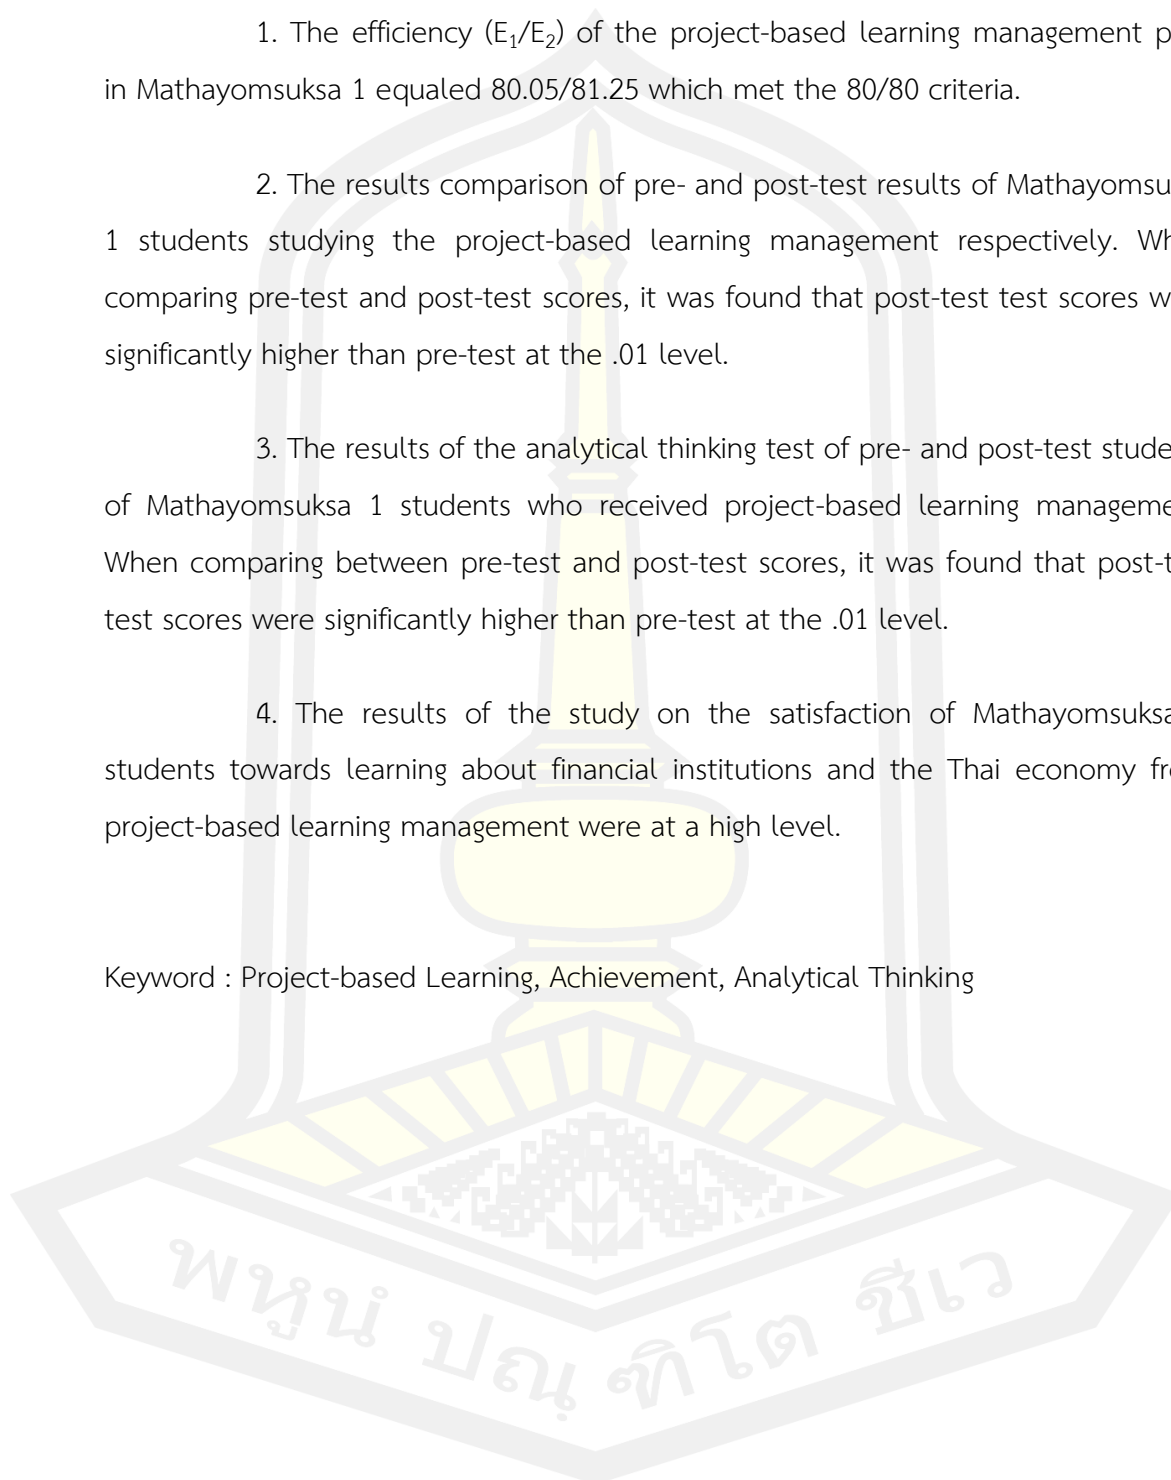 1. The efficiency (E₁/E₂) of the project-based learning management
in Mathayomsuksa 1 equaled 80.05/81.25 which met the 80/80 criteria.
2. The results comparison of pre- and post-test results of
1 students studying the project-based learning management respectively.
comparing pre-test and post-test scores, it was found that post-test test scores
significantly higher than pre-test at the .01 level.
3. The results of the analytical thinking test of pre- and post-test
of Mathayomsuksa 1 students who received project-based learning
When comparing between pre-test and post-test scores, it was found that
test scores were significantly higher than pre-test at the .01 level.
4. The results of the study on the satisfaction of Mathayomsuksa
students towards learning about financial institutions and the Thai economy
project-based learning management were at a high level.
Keyword : Project-based Learning, Achievement, Analytical Thinking
พหูนํ ปณฺฑิโต ชีเว